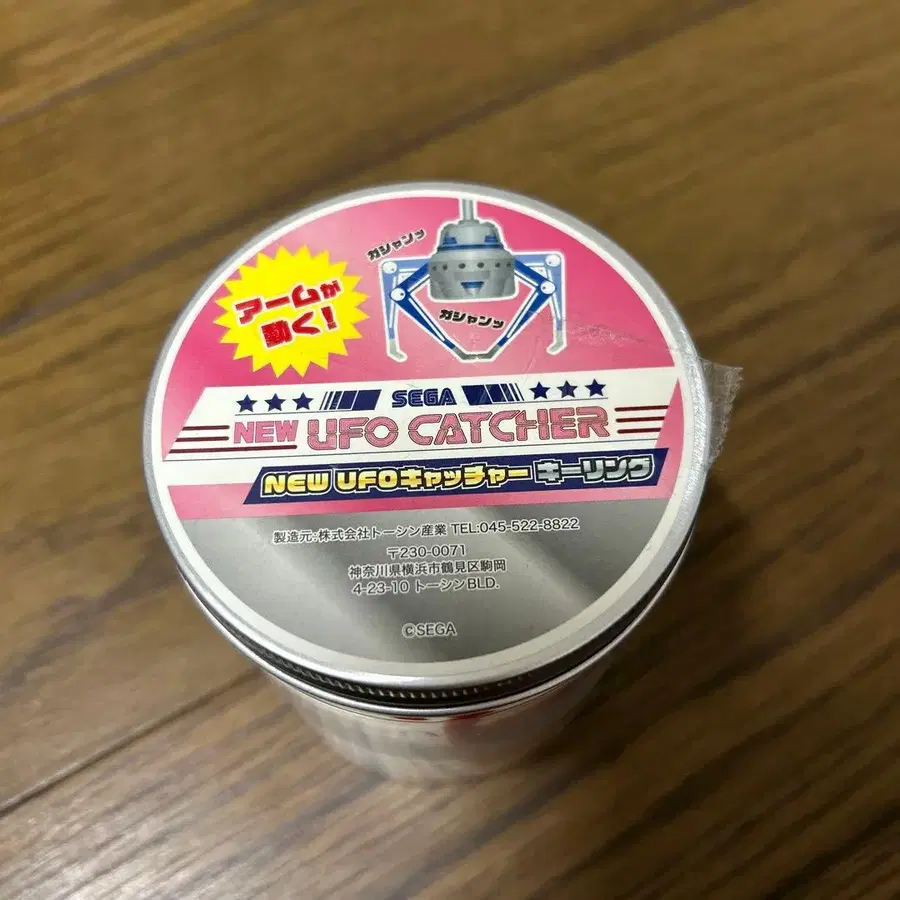 ガシャンッ
アームが
動く!
ガシャンッ
SEGA
NEW UFO CATCHER
NEW UFOキャッチャー キーリング
製造元:株式会社トーシン産業 TEL:045-522-8822
〒230-0071
神奈川県横浜市鶴見区駒岡
4-23-10 トーシンBLD.
©SEGA